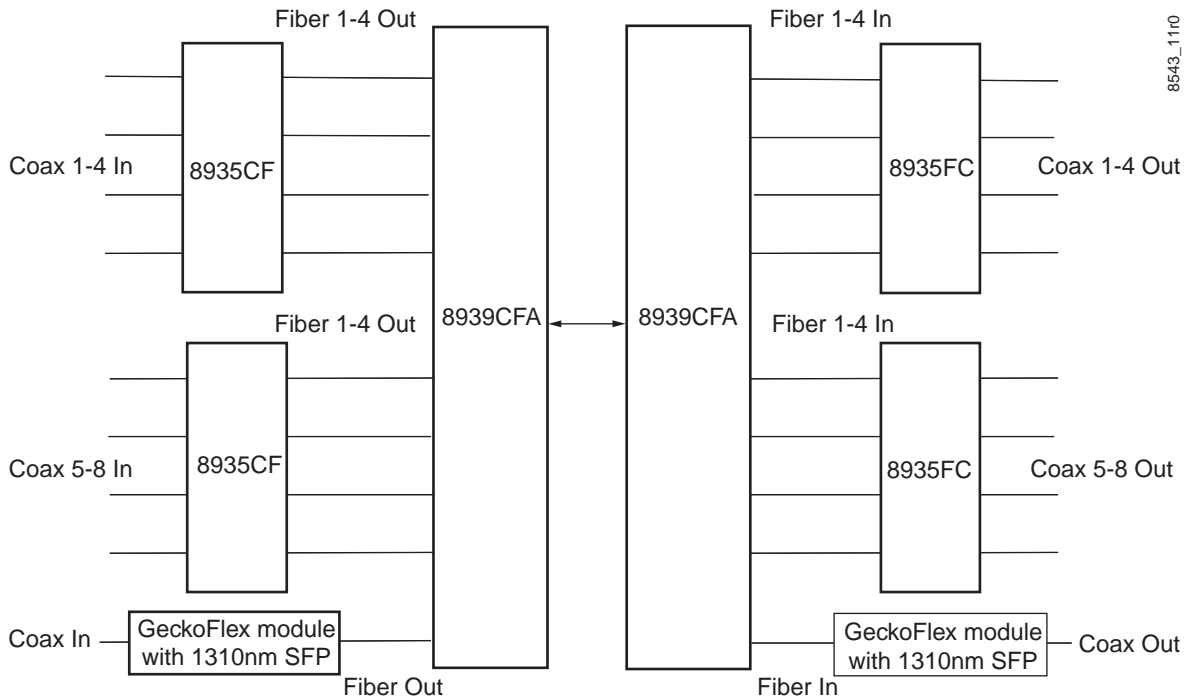 Fiber 1-4 Out
Fiber 1-4 In
8543_11r0
Coax 1-4 In
8935CF
8935FC
Coax 1-4 Out
Fiber 1-4 Out
8939CFA
8939CFA
Fiber 1-4 In
Coax 5-8 In
8935CF
8935FC
Coax 5-8 Out
Coax In
GeckoFlex module
with 1310nm SFP
GeckoFlex module
with 1310nm SFP
Coax Out
Fiber Out
Fiber In